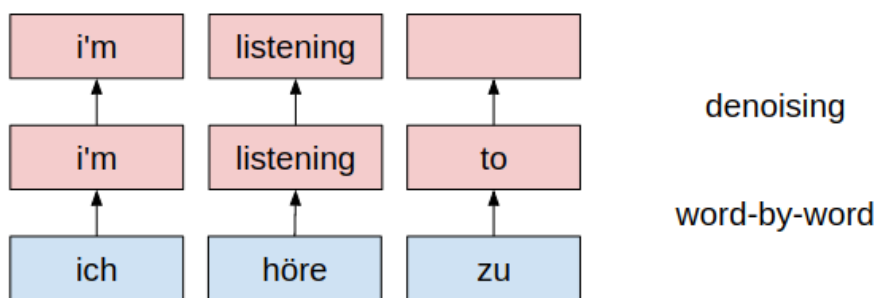 i'm listening
denoising
i'm listening to
word-by-word
ich höre zu